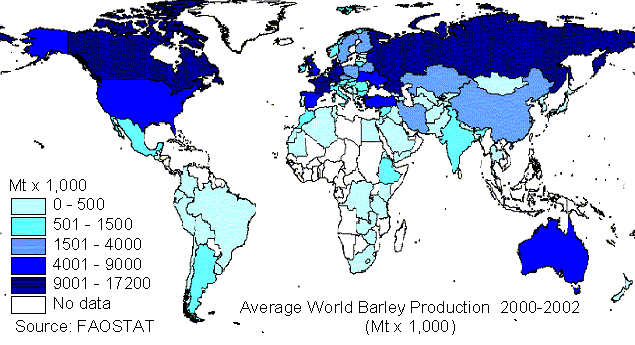 Mt x 1,000
0 - 500
501 - 1500
1501 - 4000
4001 - 9000
9001 - 17200
No data
Source: FAOSTAT
Average World Barley Production 2000-2002
(Mt x 1,000)